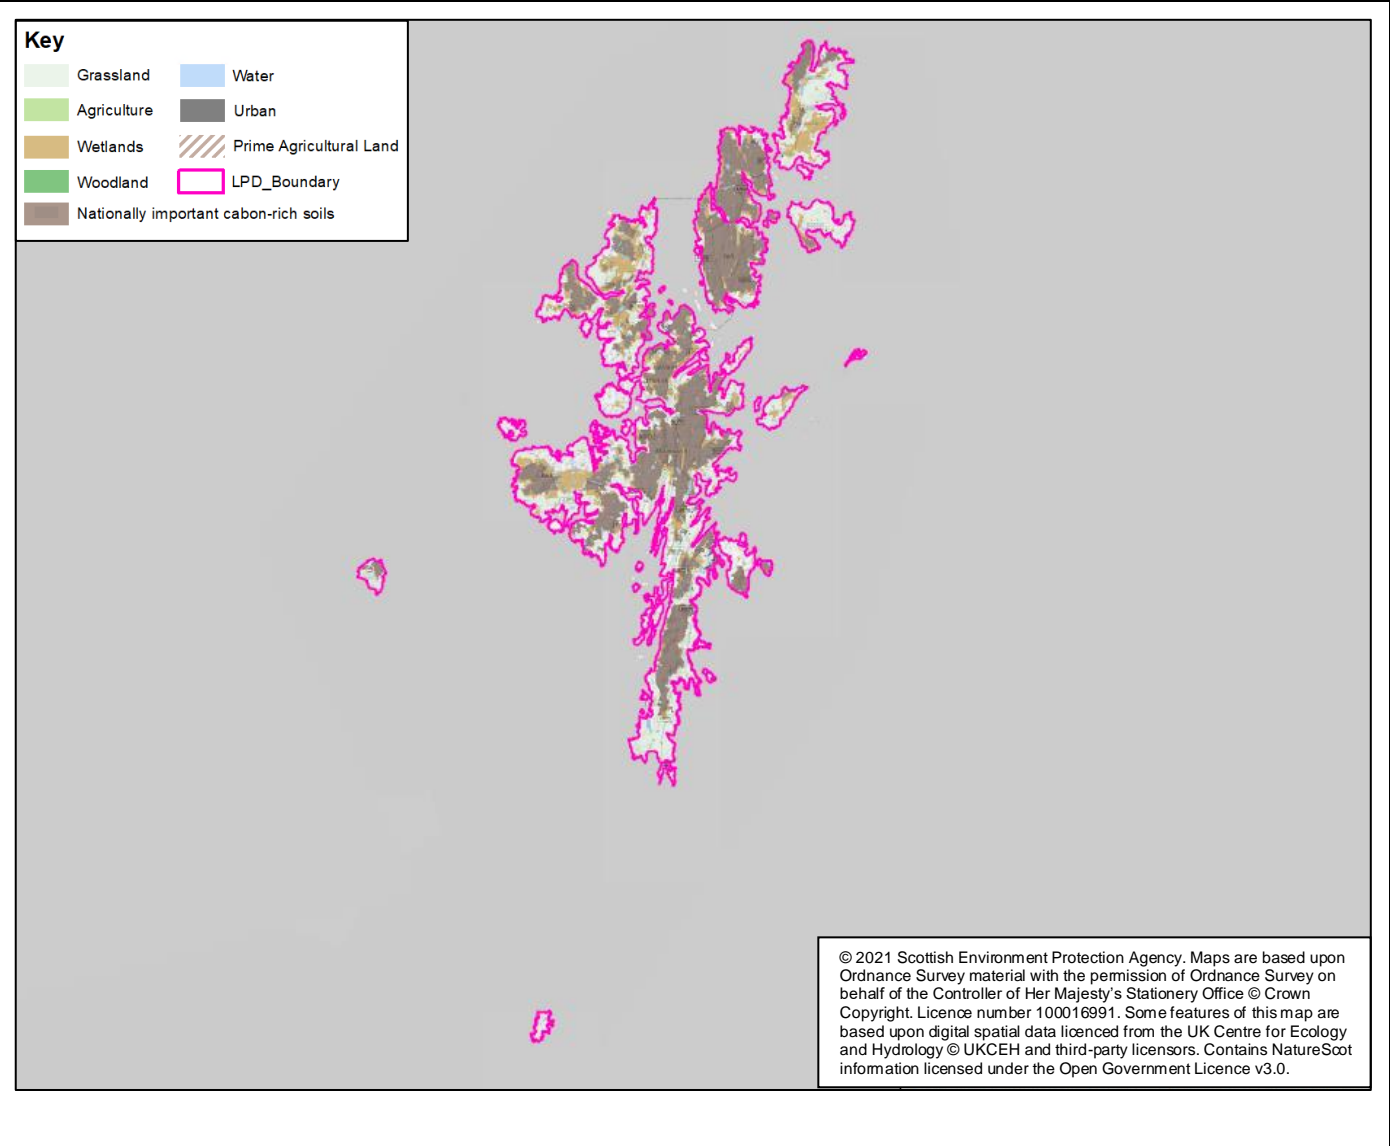 Key
Grassland
Water
Agriculture
Urban
Wetlands
Prime Agricultural Land
Woodland
LPD_Boundary
Nationally important cabon-rich soils
© 2021 Scottish Environment Protection Agency. Maps are based upon
Ordnance Survey material with the permission of Ordnance Survey on
behalf of the Controller of Her Majesty's Stationery Office © Crown
Copyright. Licence number 100016991. Some features of this map are
based upon digital spatial data licenced from the UK Centre for Ecology
and Hydrology © UKCEH and third-party licensors. Contains NatureScot
information licensed under the Open Government Licence v3.0.